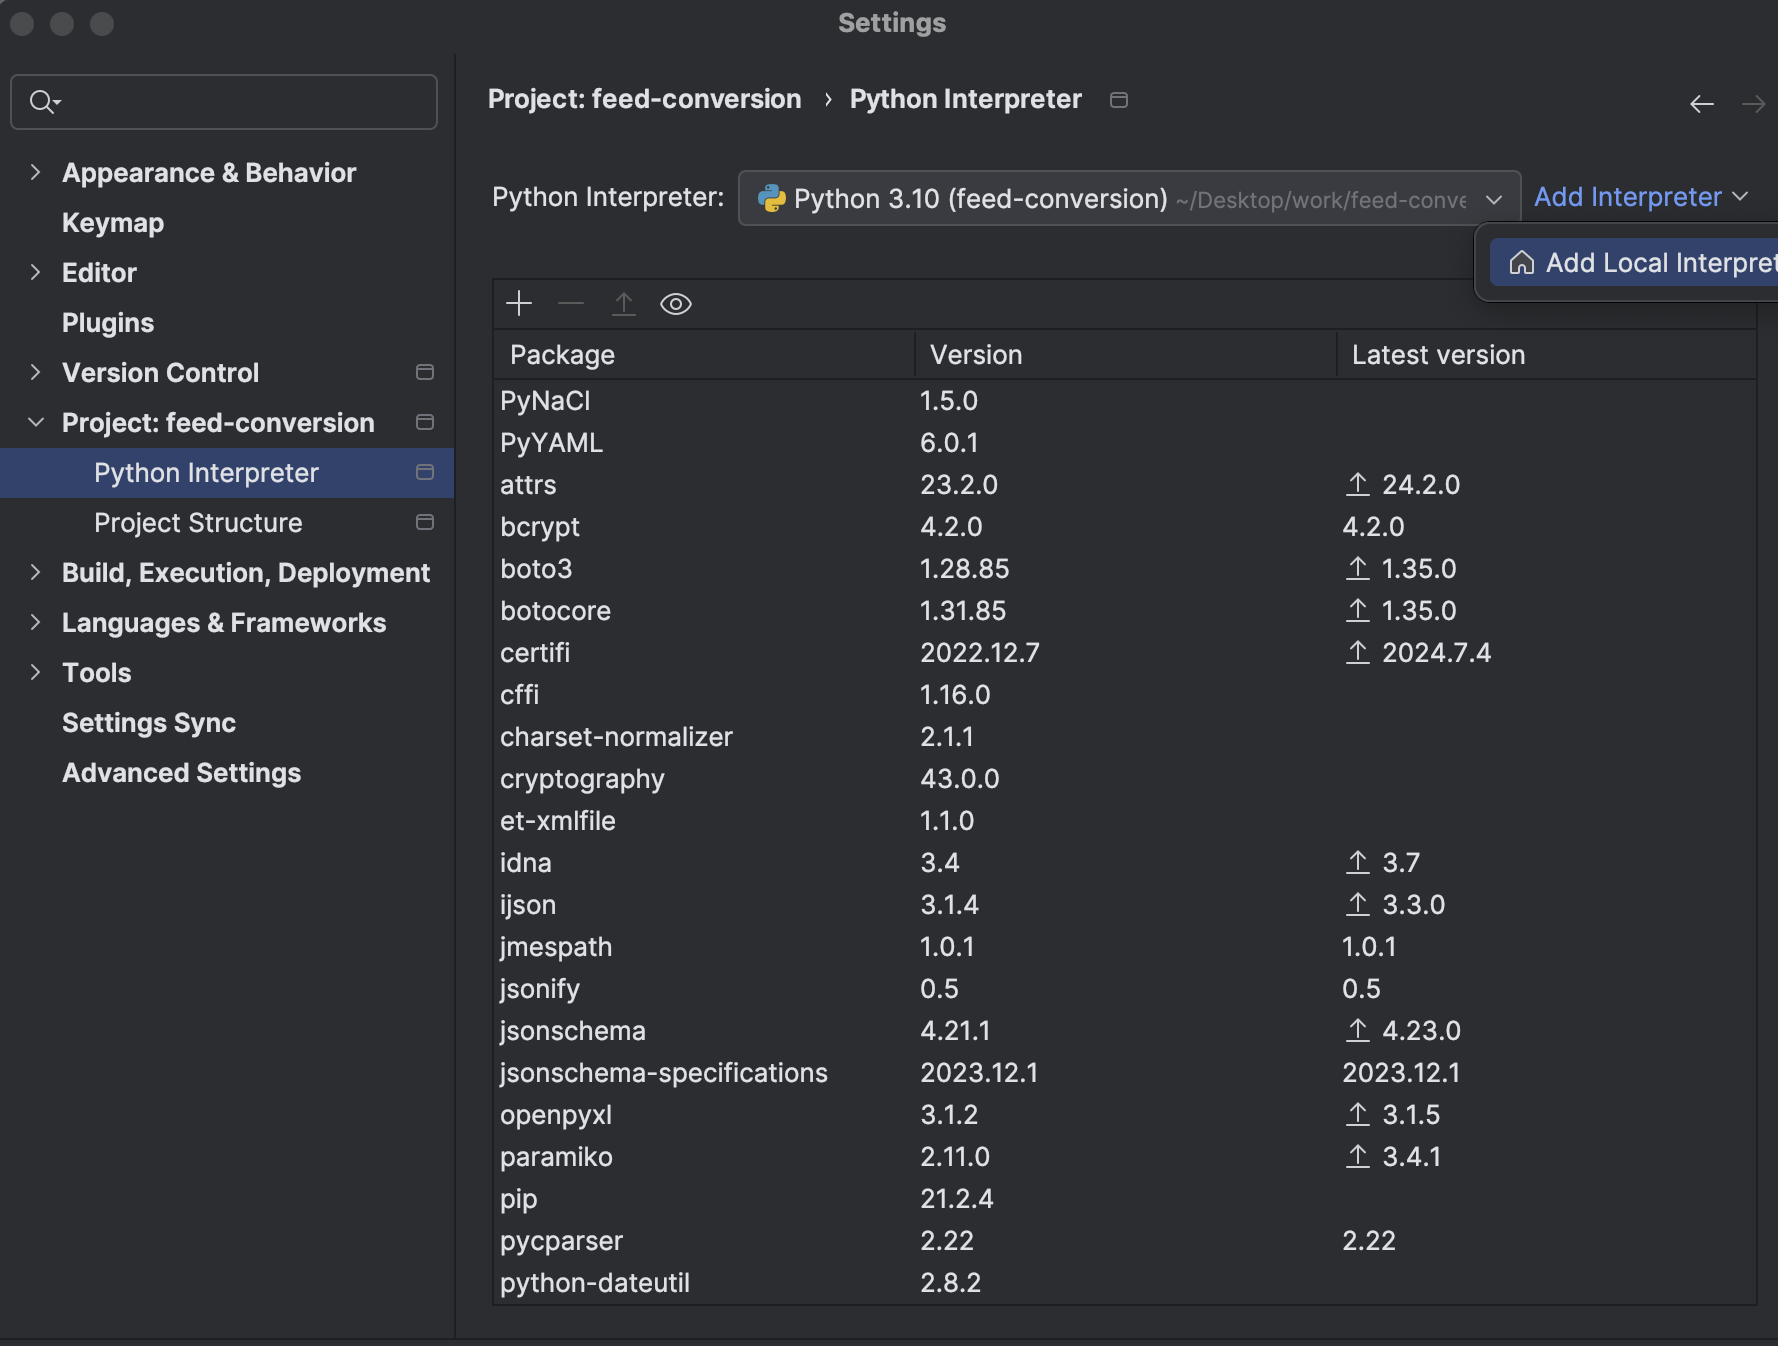 Settings
Project: feed-conversion › Python Interpreter
Appearance & Behavior
Keymap
Editor
Plugins
Version Control
Project: feed-conversion
Python Interpreter
Project Structure
Build, Execution, Deployment
Languages & Frameworks
Tools
Settings Sync
Advanced Settings
Python Interpreter: Python 3.10 (feed-conversion) ~/Desktop/work/feed-conve Add Interpreter
Add Local Interpret
Package Version Latest version
PyNaCl 1.5.0
PyYAML 6.0.1
attrs 23.2.0 24.2.0
bcrypt 4.2.0 4.2.0
boto3 1.28.85 1.35.0
botocore 1.31.85 1.35.0
certifi 2022.12.7 2024.7.4
cffi 1.16.0
charset-normalizer 2.1.1
cryptography 43.0.0
et-xmlfile 1.1.0
idna 3.4 3.7
ijson 3.1.4 3.3.0
jmespath 1.0.1 1.0.1
jsonify 0.5 0.5
jsonschema 4.21.1 4.23.0
jsonschema-specifications 2023.12.1 2023.12.1
openpyxl 3.1.2 3.1.5
paramiko 2.11.0 3.4.1
pip 21.2.4
pycparser 2.22 2.22
python-dateutil 2.8.2